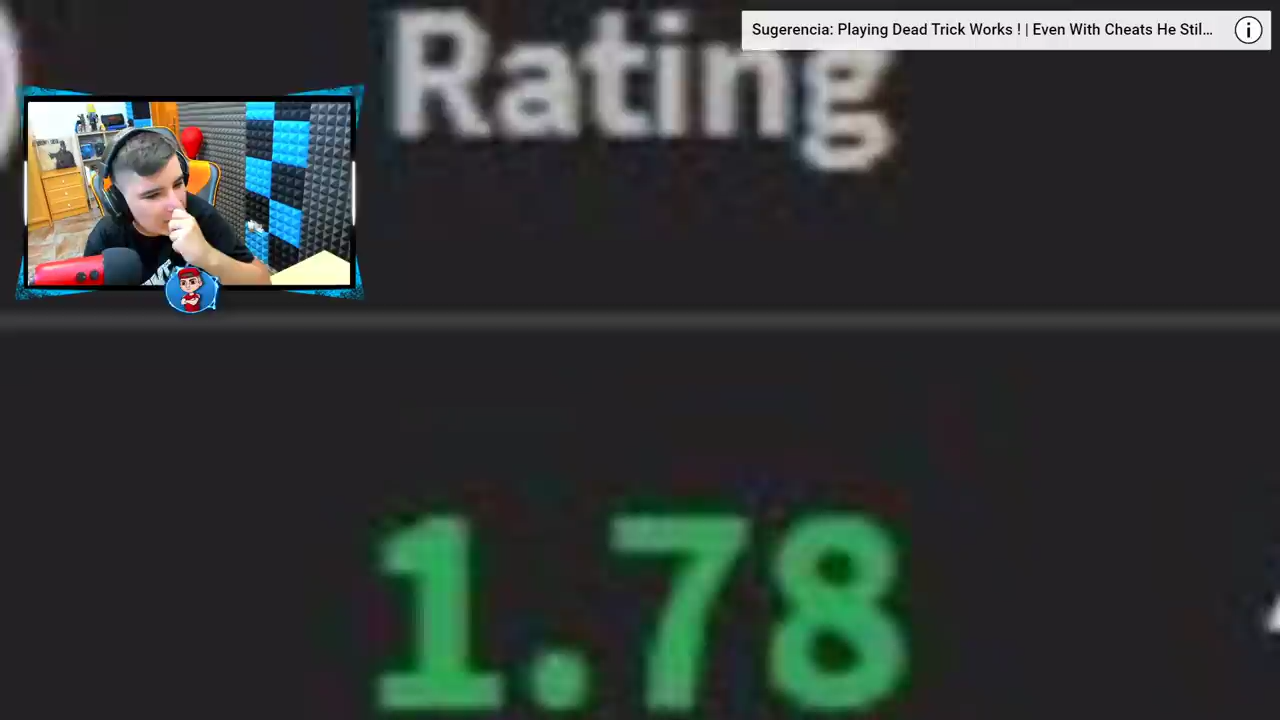 Sugerencia: Playing Dead Trick Works ! | Even With Cheats He Stil...
Rating
1.78